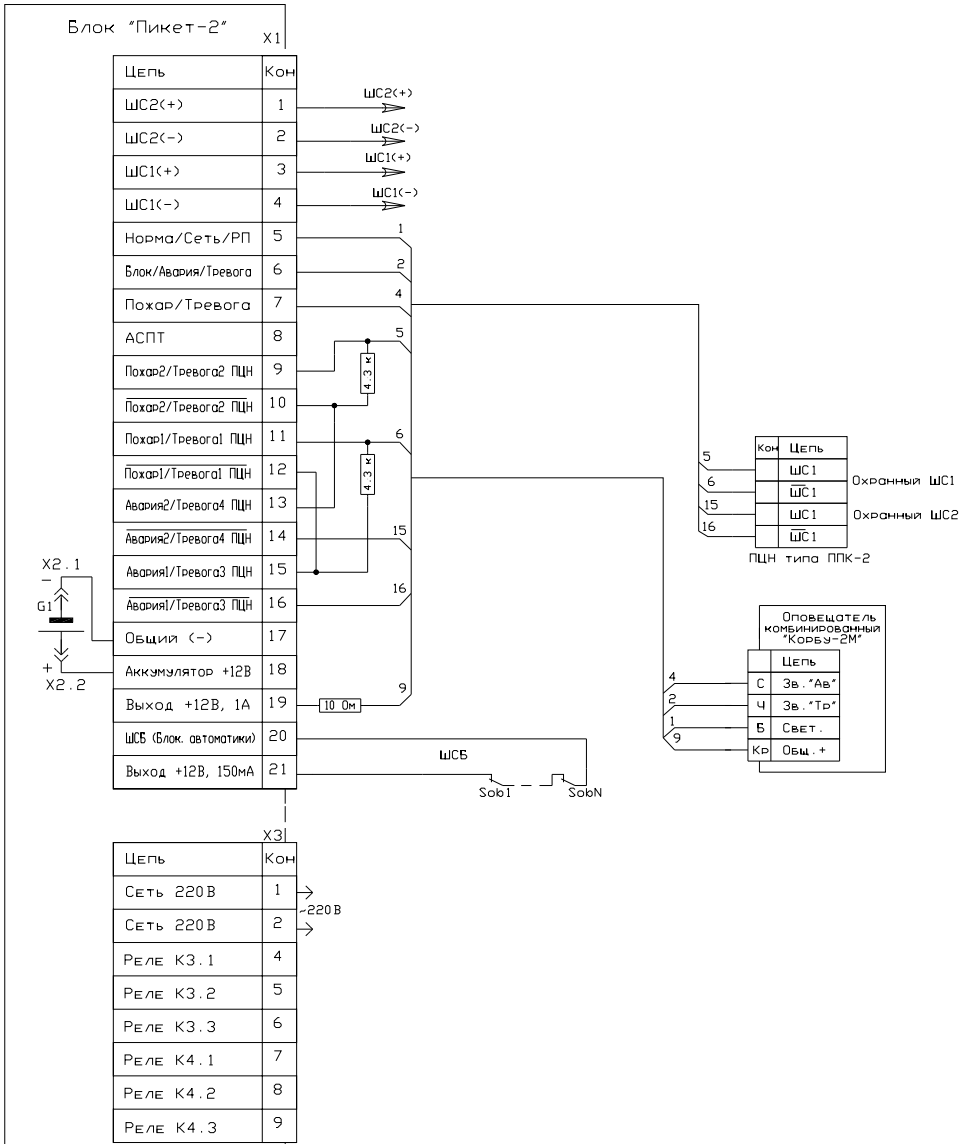 Блок "Пикет-2"
X1
Цепь Кон
ШС2(+) 1
ШС2(-) 2
ШС1(+) 3
ШС1(-) 4
Норма/Сеть/РП 5
Блок/Авария/Тревога 6
Пожар/Тревога 7
АСПТ 8
Пожар2/Тревога2 ПЦН 9
Пожар2/Тревога2 ПЦН 10
Пожар1/Тревога1 ПЦН 11
Пожар1/Тревога1 ПЦН 12
Авария2/Тревога4 ПЦН 13
Авария2/Тревога4 ПЦН 14
Авария1/Тревога3 ПЦН 15
Авария1/Тревога3 ПЦН 16
Общий (-) 17
Аккумулятор +12В 18
Выход +12В, 1А 19
ШСБ (Блок. автоматики) 20
Выход +12В, 150мА 21
X2.1
-
G1
+
X2.2
ШС2(+)
ШС2(-)
ШС1(+)
ШС1(-)
1
2
4
5
4.3 к
6
4.3 к
15
16
10 Ом
9
ШСБ
Sob1
SobN
5
6
15
16
Кон Цепь
ШС1
ШС1
ШС1
ШС1
Охранный ШС1
Охранный ШС2
ПЦН типа ППК-2
Оповещатель
комбинированный
"Корбу-2М"
Цепь
4 С Зв."Ав"
2 Ч Зв."Тр"
1 Б Свет.
9 Кр Общ.+
X3
Цепь Кон
Сеть 220В 1
~220В
Сеть 220В 2
Реле К3.1 4
Реле К3.2 5
Реле К3.3 6
Реле К4.1 7
Реле К4.2 8
Реле К4.3 9